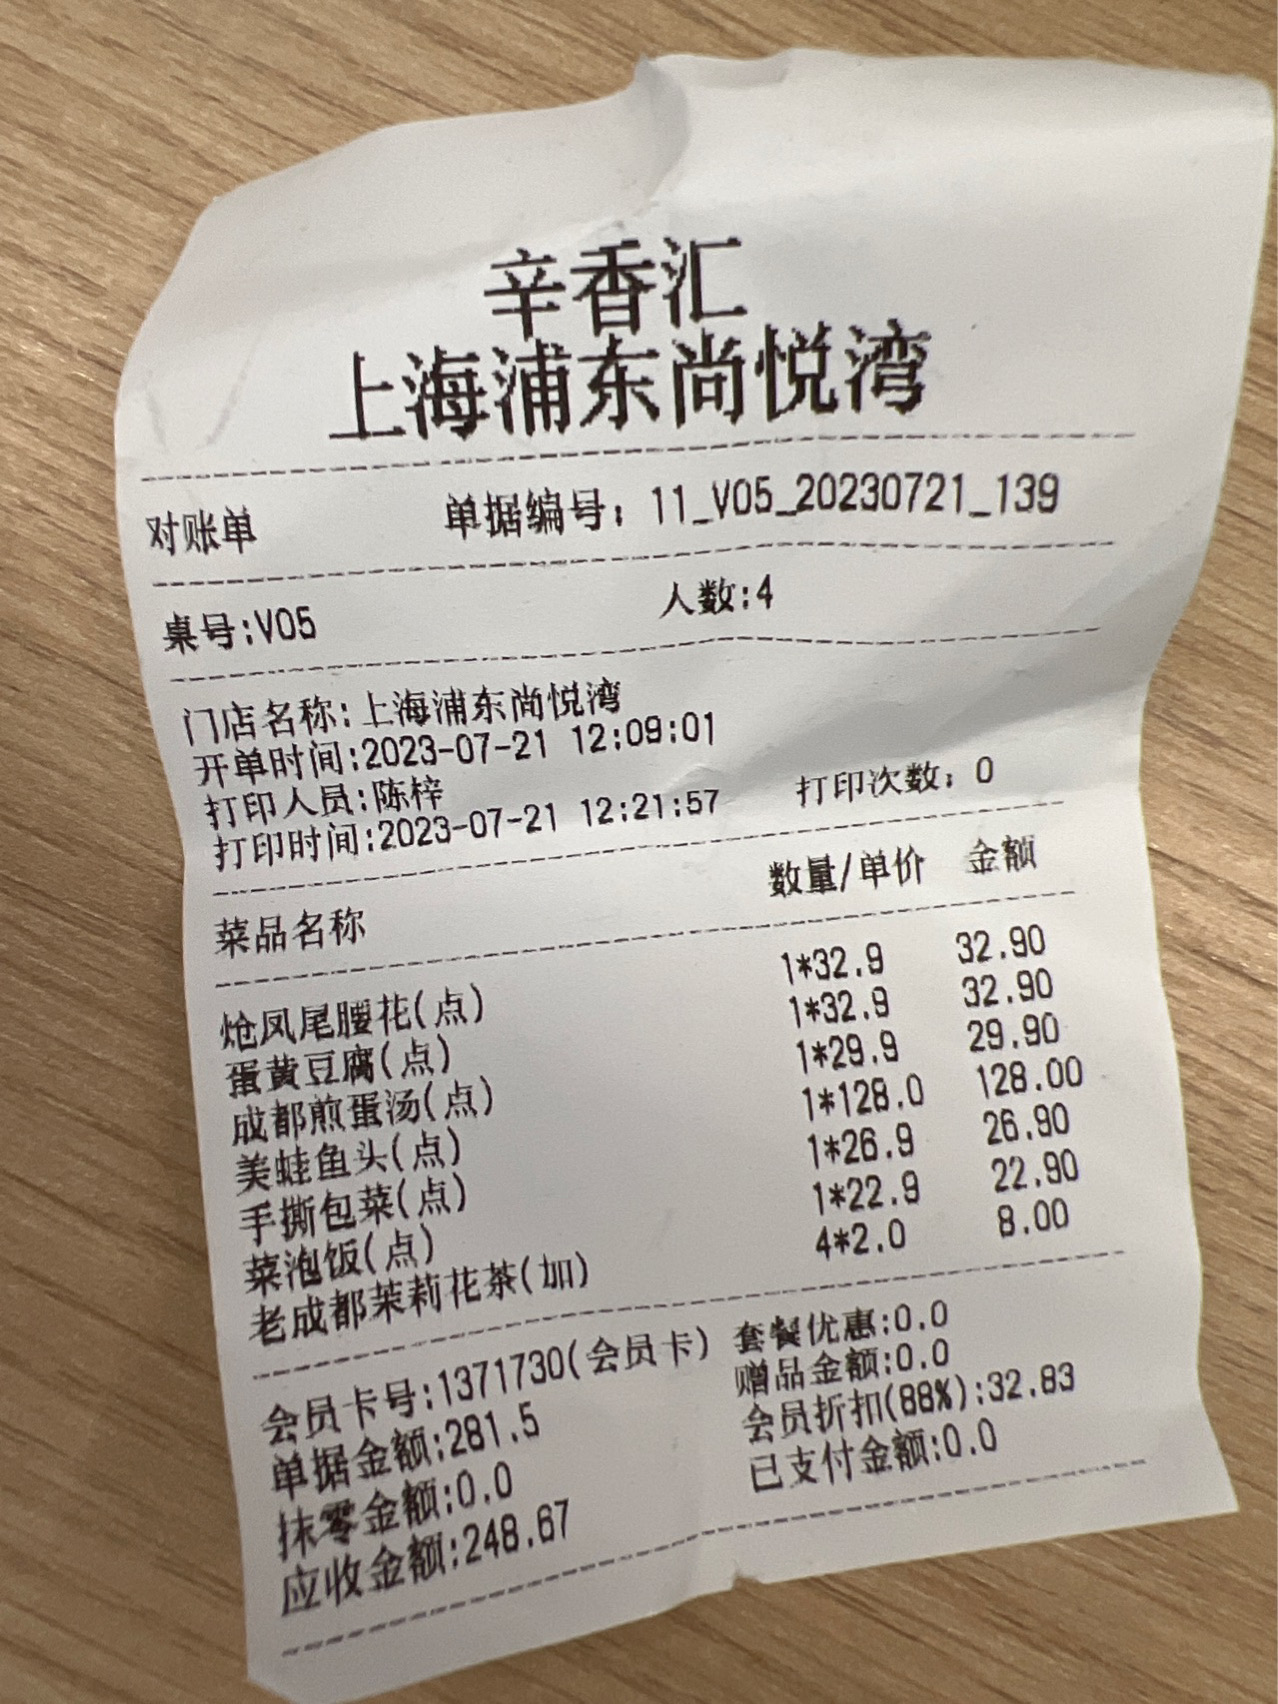 辛香汇
上海浦东尚悦湾
对账单 单据编号：11_V05_20230721_139
桌号:V05 人数:4
门店名称:上海浦东尚悦湾
开单时间:2023-07-21 12:09:01
打印人员:陈梓
打印时间:2023-07-21 12:21:57 打印次数：0
菜品名称 数量/单价 金额
炝凤尾腰花(点) 1*32.9 32.90
蛋黄豆腐(点) 1*32.9 32.90
成都煎蛋汤(点) 1*29.9 29.90
美蛙鱼头(点) 1*128.0 128.00
手撕包菜(点) 1*26.9 26.90
菜泡饭(点) 1*22.9 22.90
老成都茉莉花茶(加) 4*2.0 8.00
会员卡号:1371730(会员卡) 套餐优惠:0.0
单据金额:281.5 赠品金额:0.0
抹零金额:0.0 会员折扣(88%):32.83
应收金额:248.67 已支付金额:0.0